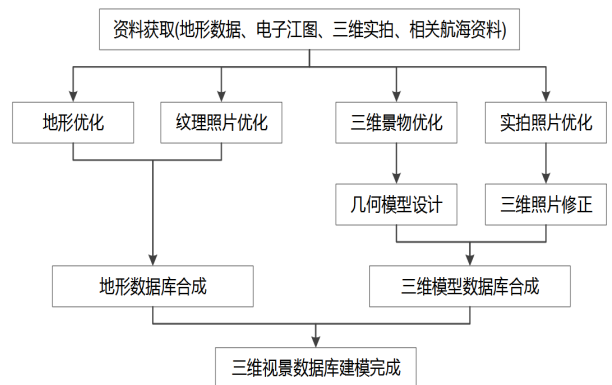 资料获取(地形数据、电子江图、三维实拍、相关航海资料)
地形优化
纹理照片优化
三维景物优化
实拍照片优化
几何模型设计
三维照片修正
地形数据库合成
三维模型数据库合成
三维视景数据库建模完成